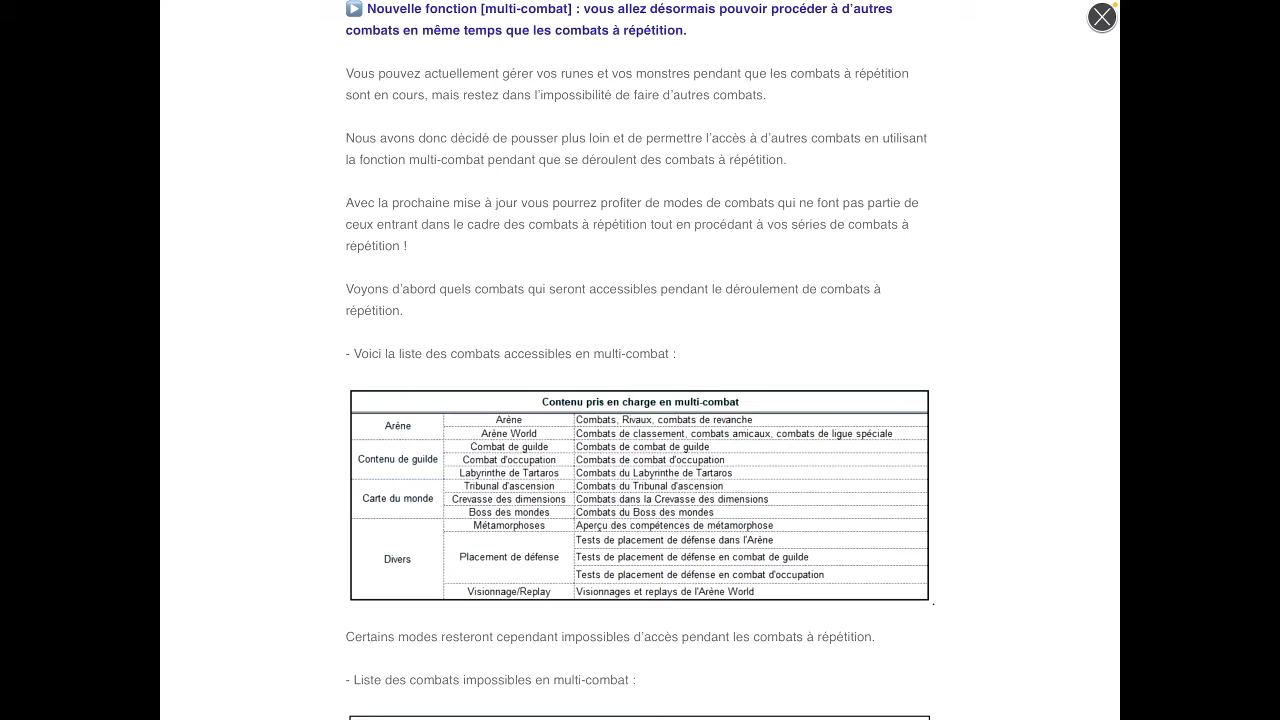 Nouvelle fonction [multi-combat] : vous allez désormais pouvoir procéder à d’autres
combats en même temps que les combats à répétition.
Vous pouvez actuellement gérer vos runes et vos monstres pendant que les combats à répétition
sont en cours, mais restez dans l’impossibilité de faire d’autres combats.
Nous avons donc décidé de pousser plus loin et de permettre l’accès à d’autres combats en utilisant
la fonction multi-combat pendant que se déroulent des combats à répétition.
Avec la prochaine mise à jour vous pourrez profiter de modes de combats qui ne font pas partie de
ceux entrant dans le cadre des combats à répétition tout en procédant à vos séries de combats à
répétition !
Voyons d’abord quels combats qui seront accessibles pendant le déroulement de combats à
répétition.
- Voici la liste des combats accessibles en multi-combat :
Contenu pris en charge en multi-combat
Arène Arène Combats, Rivaux, combats de revanche
Arène World Combats de classement, combats amicaux, combats de ligue spéciale
Contenu de guilde Combat de guilde Combats de combat de guilde
Combat d'occupation Combats de combat d'occupation
Labyrinthe de Tartaros Combats du Labyrinthe de Tartaros
Carte du monde Tribunal d'ascension Combats du Tribunal d'ascension
Crevasse des dimensions Combats dans la Crevasse des dimensions
Boss des mondes Combats du Boss des mondes
Divers Métamorphoses Aperçu des compétences de métamorphose
Placement de défense Tests de placement de défense dans l'Arène
Tests de placement de défense en combat de guilde
Tests de placement de défense en combat d'occupation
Visionnage/Replay Visionnages et replays de l'Arène World
.
Certains modes resteront cependant impossibles d’accès pendant les combats à répétition.
- Liste des combats impossibles en multi-combat :